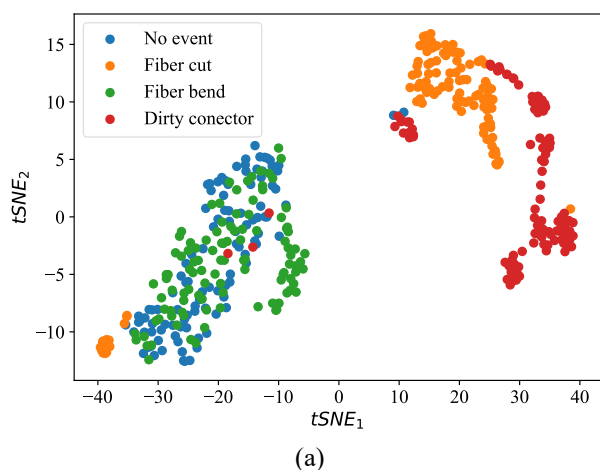 No event
Fiber cut
Fiber bend
Dirty conector
15
10
5
0
−5
−10
tSNE2
−40 −30 −20 −10 0 10 20 30 40
tSNE1
(a)